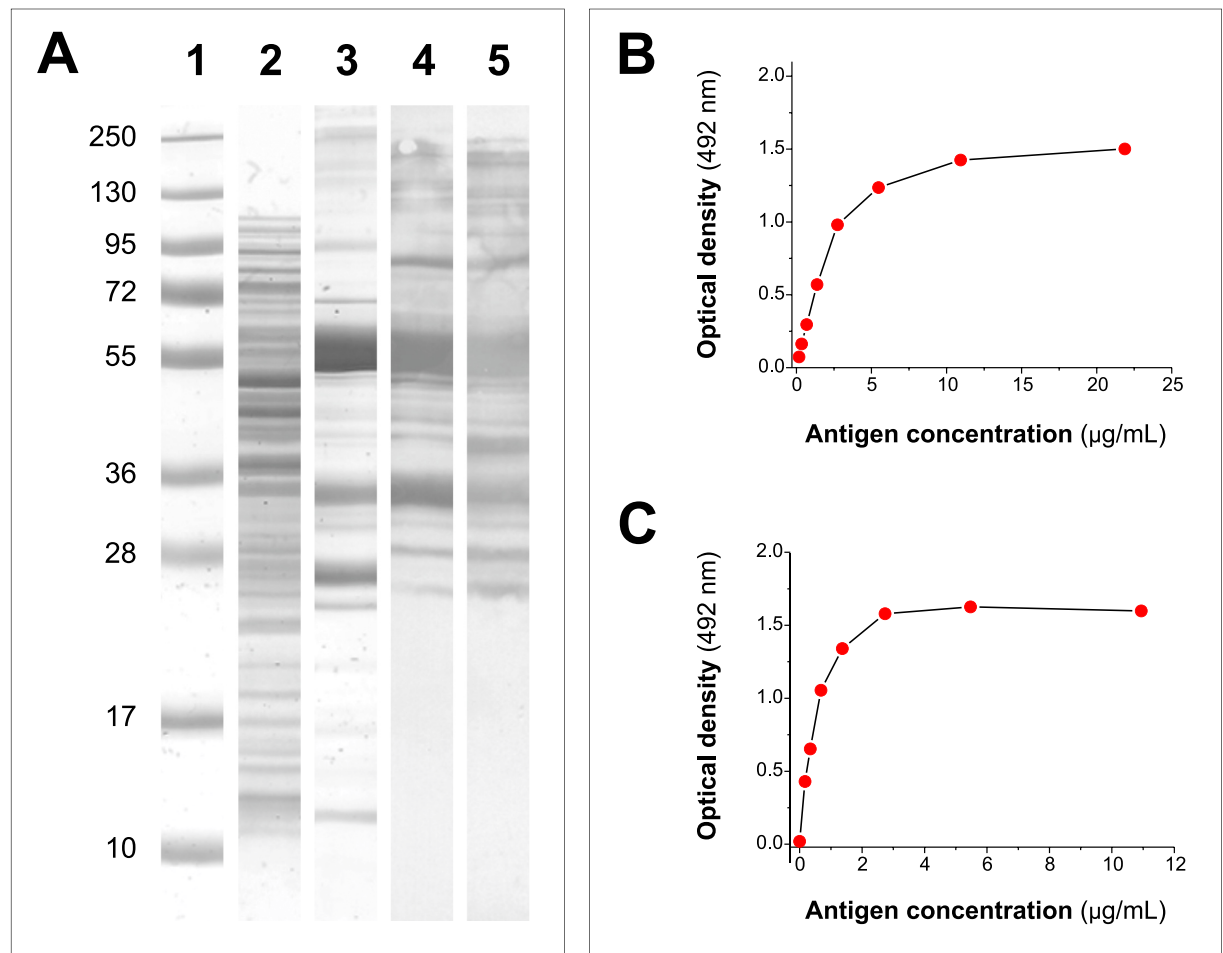 A
1 2 3 4 5
250
130
95
72
55
36
28
17
10
B
2.0
1.5
1.0
0.5
0.0
0 5 10 15 20 25
Optical density (492 nm)
Antigen concentration (µg/mL)
C
2.0
1.5
1.0
0.5
0.0
0 2 4 6 8 10 12
Optical density (492 nm)
Antigen concentration (µg/mL)